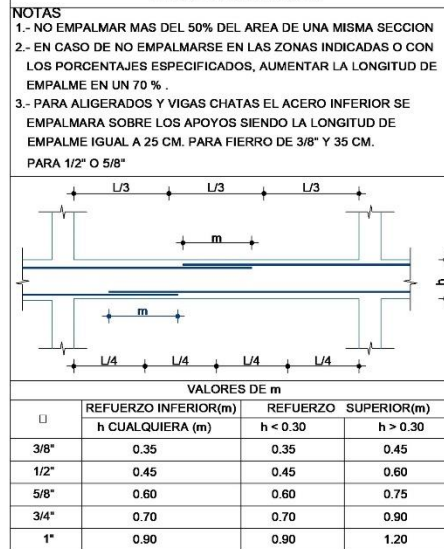 NOTAS
1.- NO EMPALMAR MAS DEL 50% DEL AREA DE UNA MISMA SECCION
2.- EN CASO DE NO EMPALMARSE EN LAS ZONAS INDICADAS O CON
LOS PORCENTAJES ESPECIFICADOS, AUMENTAR LA LONGITUD DE
EMPALME EN UN 70 % .
3.- PARA ALIGERADOS Y VIGAS CHATAS EL ACERO INFERIOR SE
EMPALMARA SOBRE LOS APOYOS SIENDO LA LONGITUD DE
EMPALME IGUAL A 25 CM. PARA FIERRO DE 3/8" Y 35 CM.
PARA 1/2" O 5/8"
L/3 L/3 L/3
m
h
m
L/4 L/4 L/4 L/4
VALORES DE m
REFUERZO INFERIOR(m) REFUERZO SUPERIOR(m)
□ h CUALQUIERA (m) h < 0.30 h > 0.30
3/8" 0.35 0.35 0.45
1/2" 0.45 0.45 0.60
5/8" 0.60 0.60 0.75
3/4" 0.70 0.70 0.90
1" 0.90 0.90 1.20